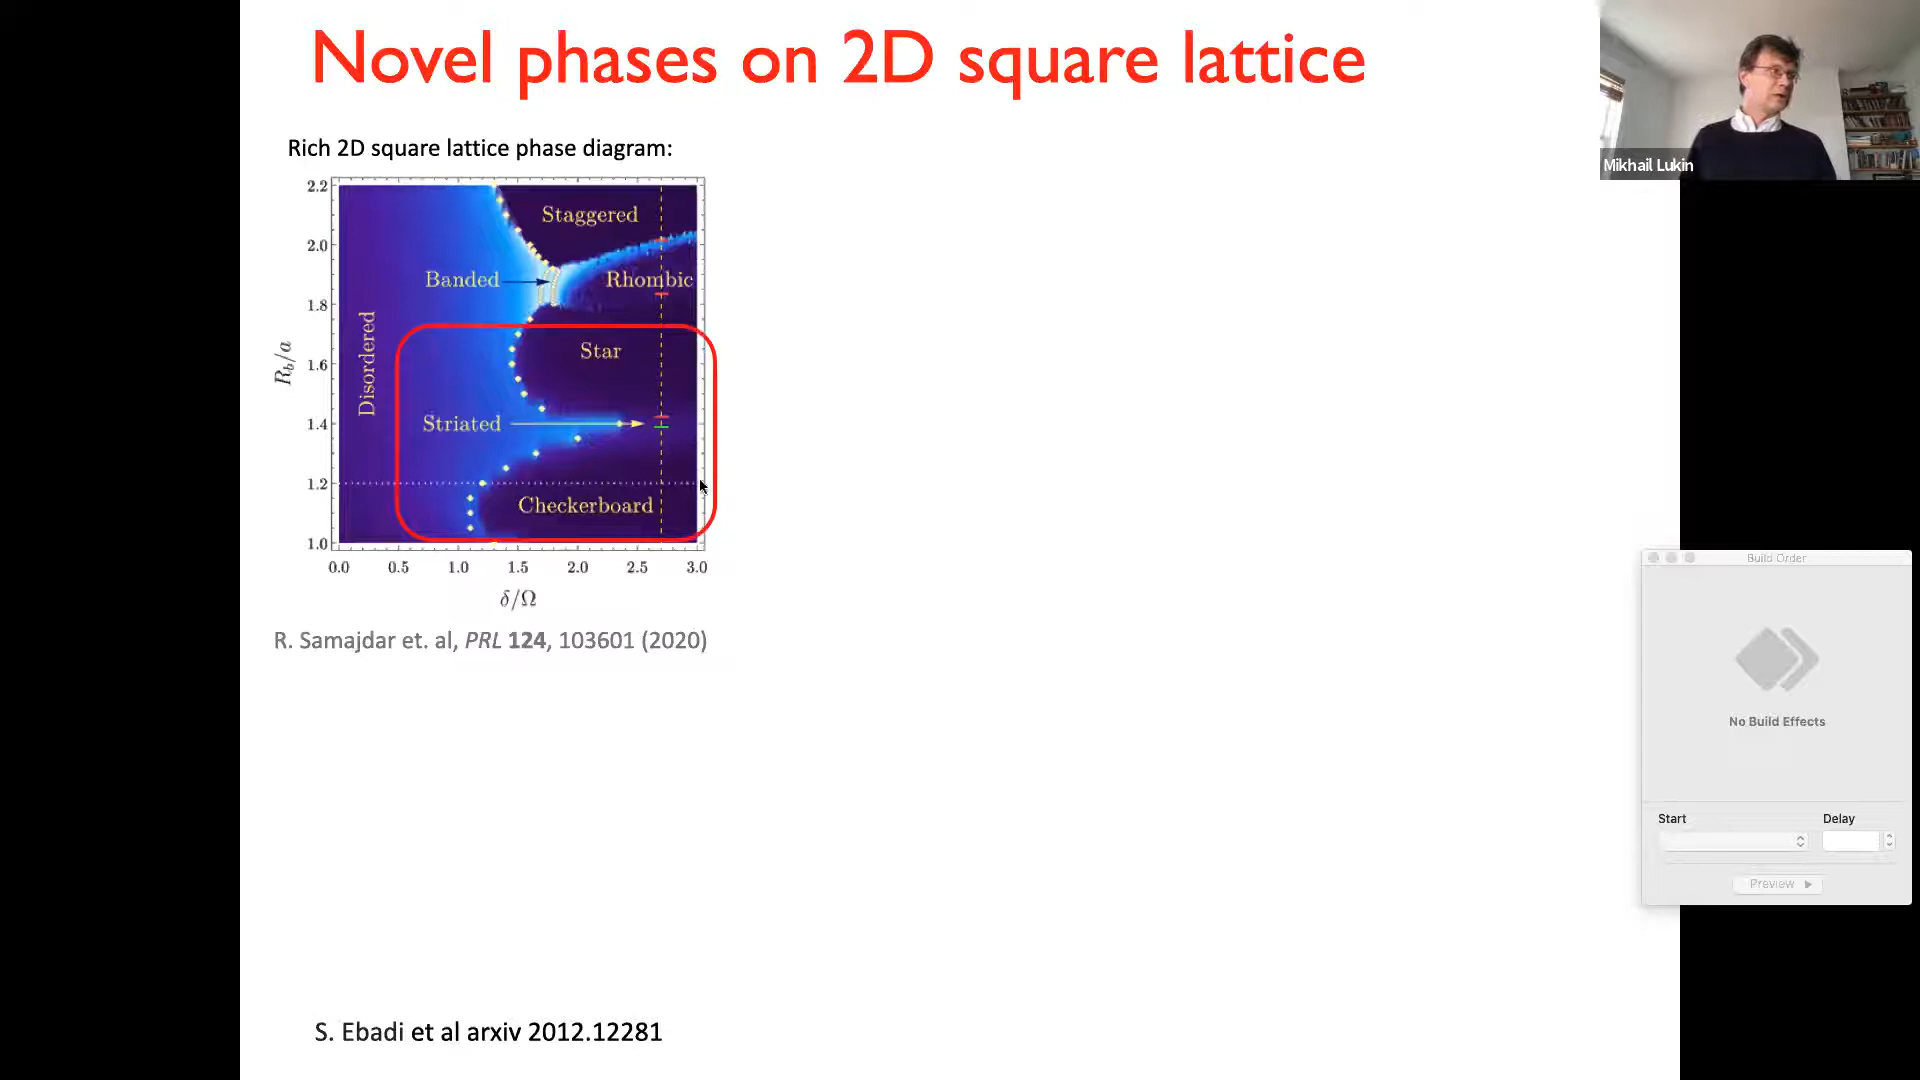 Novel phases on 2D square lattice
Mikhail Lukin
Rich 2D square lattice phase diagram:
2.2
2.0
1.8
1.6
1.4
1.2
1.0
R_b/a
Staggered
Banded
Rhombic
Disordered
Star
Striated
Checkerboard
0.0 0.5 1.0 1.5 2.0 2.5 3.0
δ/Ω
R. Samajdar et. al, PRL 124, 103601 (2020)
Build Order
No Build Effects
Start Delay
Preview
S. Ebadi et al arxiv 2012.12281